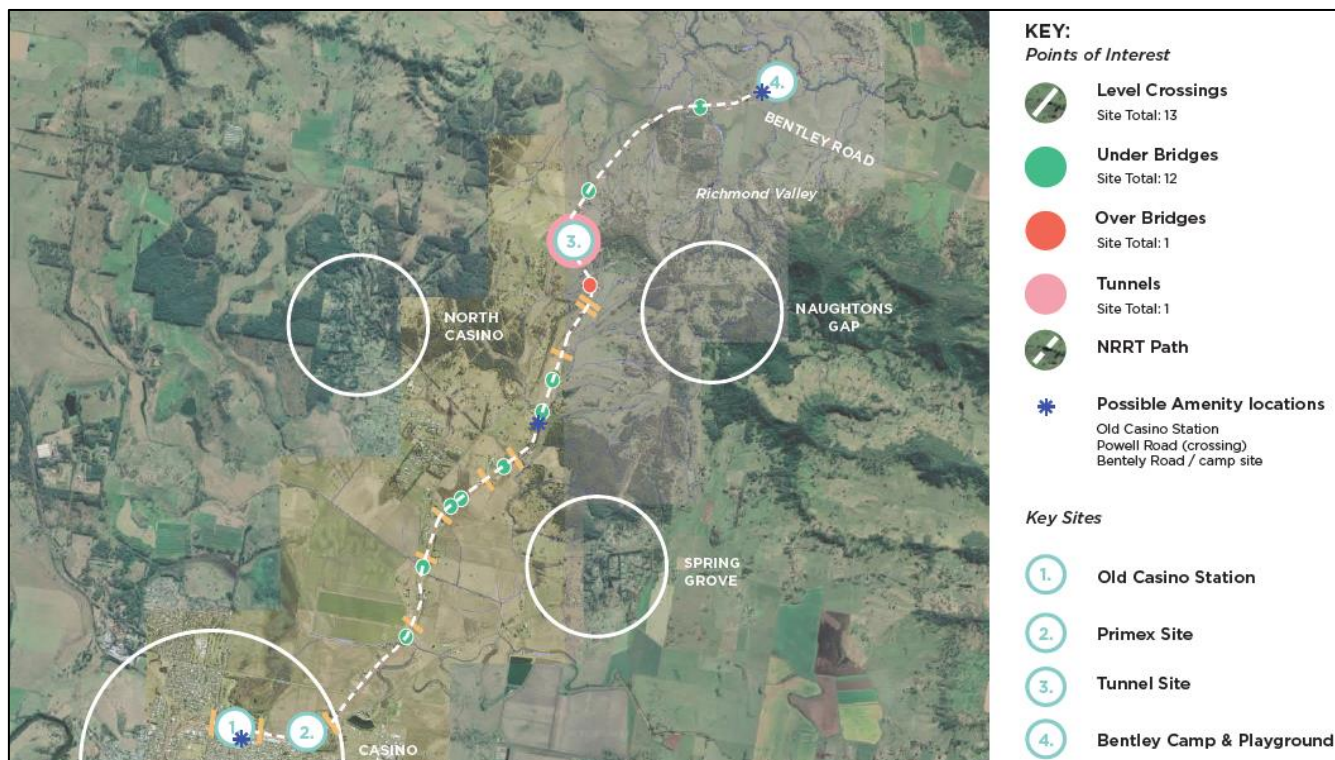 4.
BENTLEY ROAD
Richmond Valley
3.
NORTH
CASINO
NAUGHTONS
GAP
SPRING
GROVE
1.
2.
CASINO
KEY:
Points of Interest
Level Crossings
Site Total: 13
Under Bridges
Site Total: 12
Over Bridges
Site Total: 1
Tunnels
Site Total: 1
NRRT Path
Possible Amenity locations
Old Casino Station
Powell Road (crossing)
Bentely Road / camp site
Key Sites
1.
Old Casino Station
2.
Primex Site
3.
Tunnel Site
4.
Bentley Camp & Playground